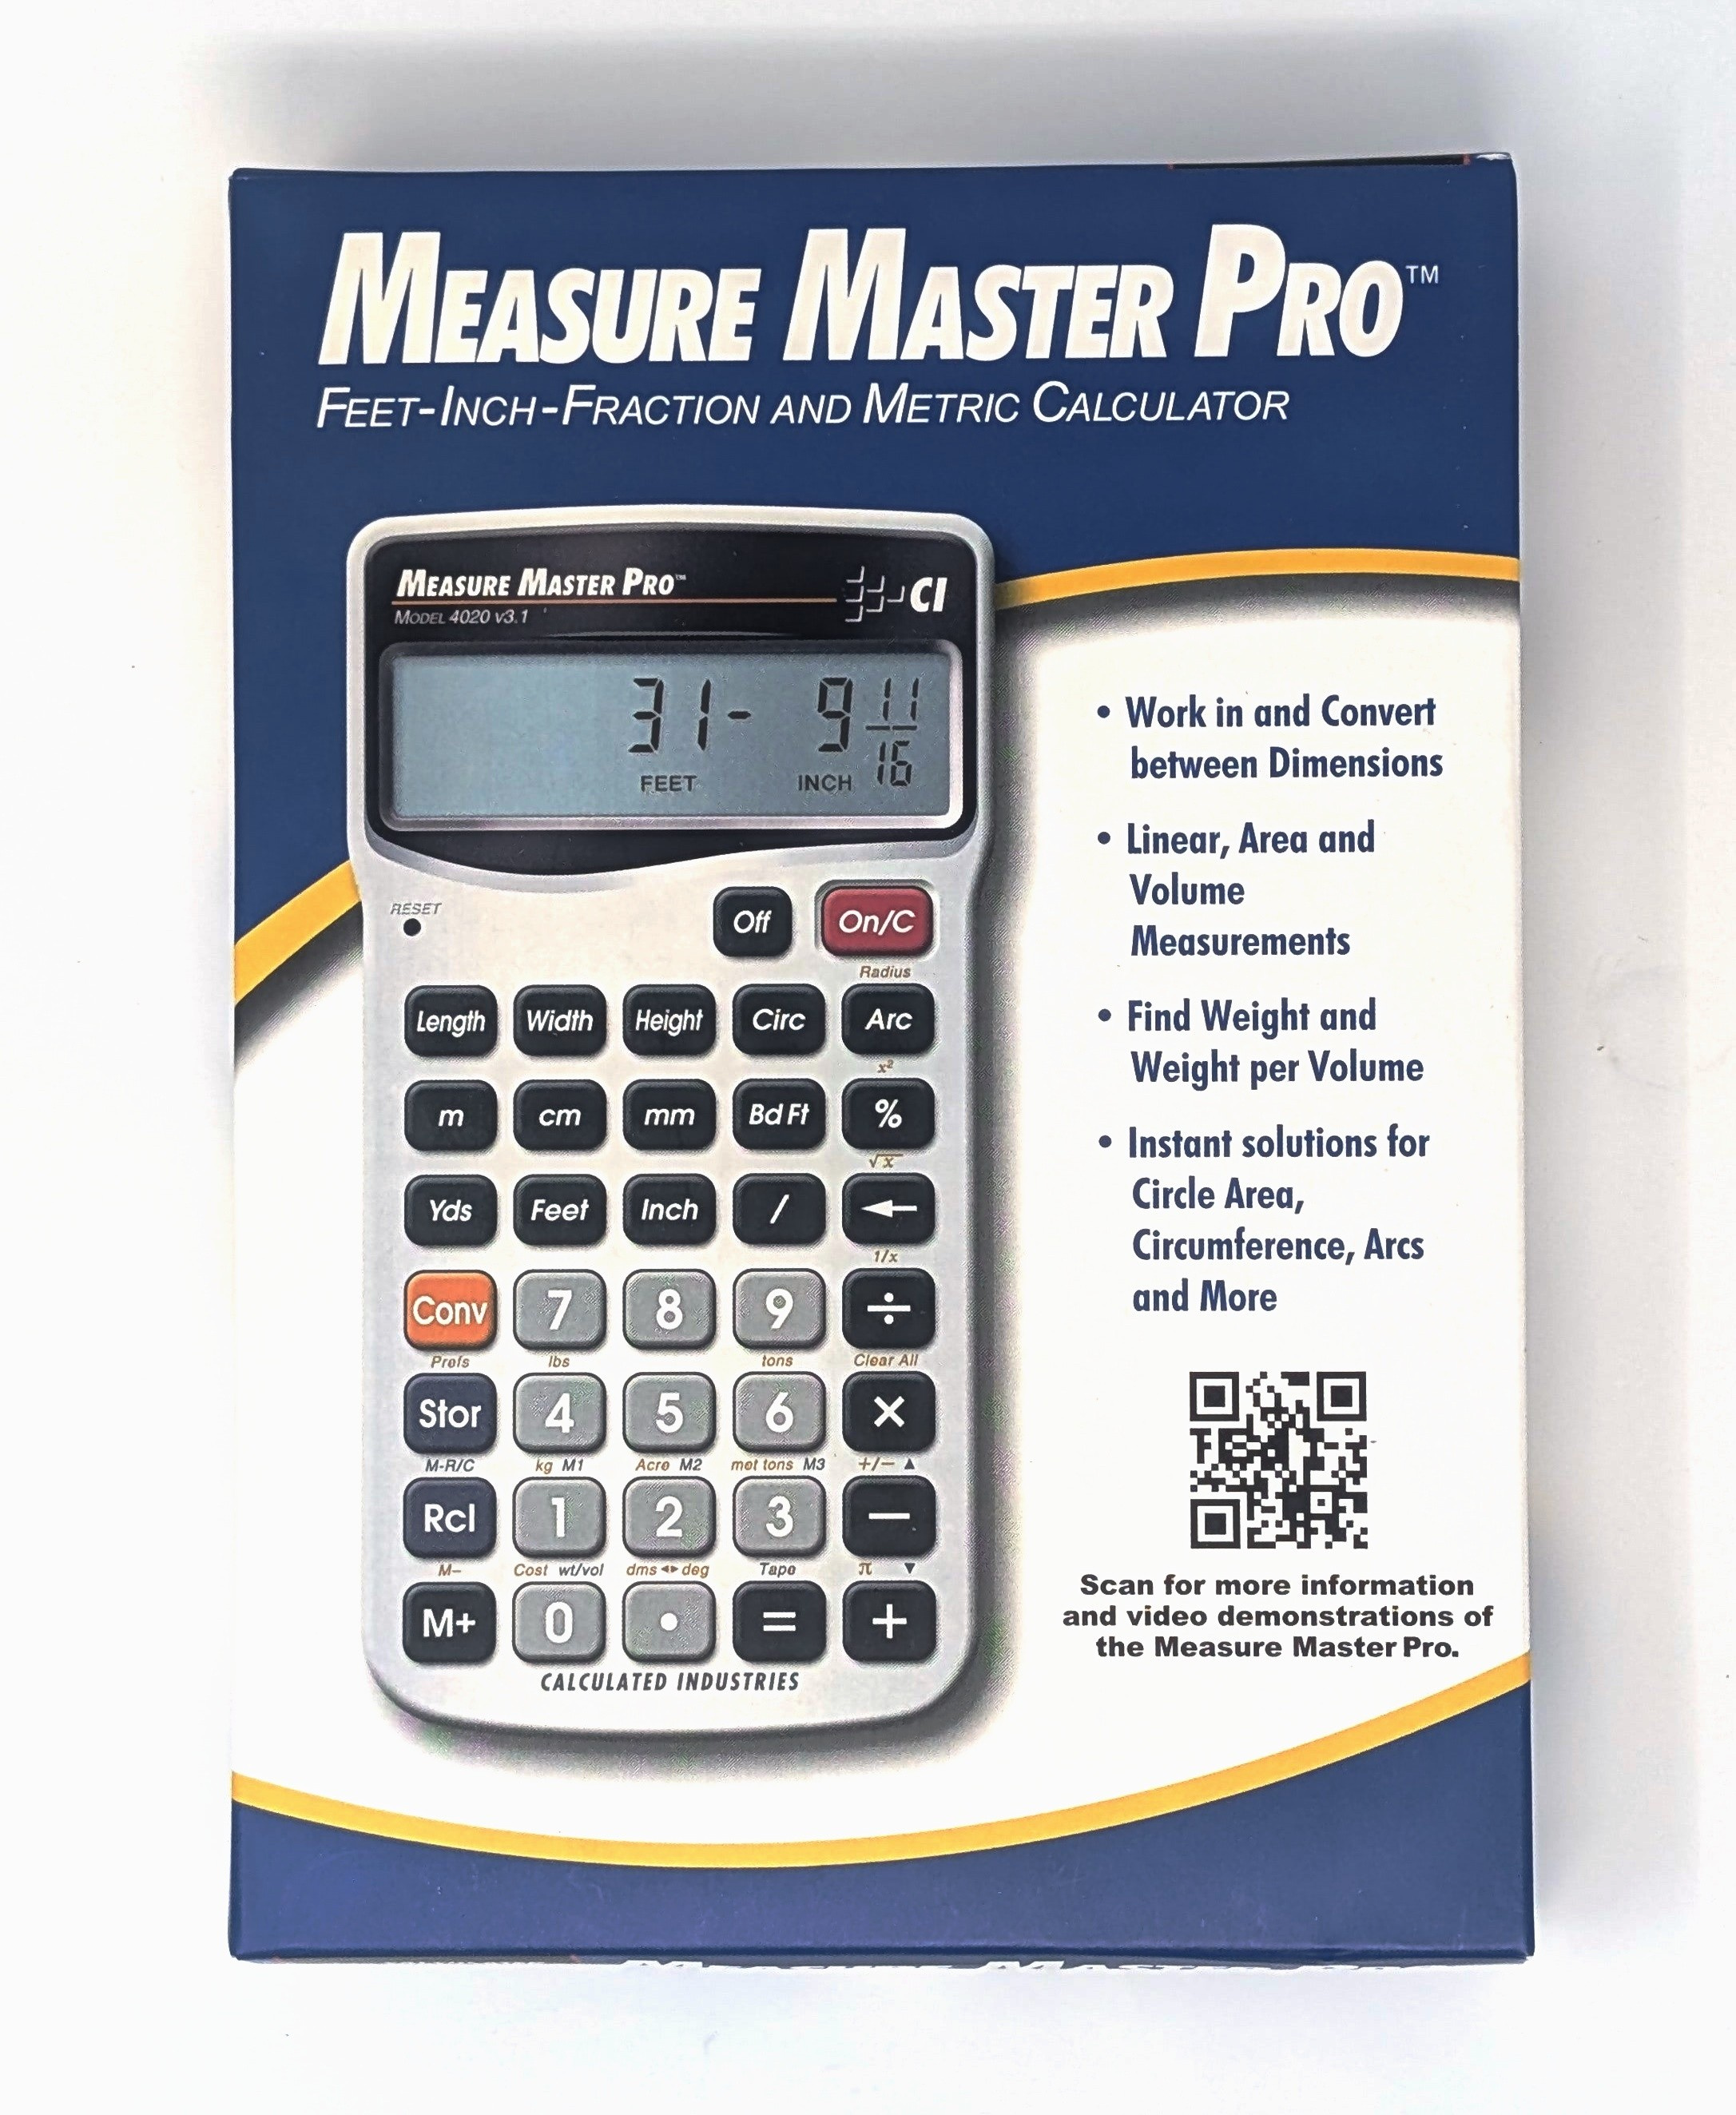 MEASURE MASTER PRO™
FEET-INCH-FRACTION AND METRIC CALCULATOR
MEASURE MASTER PRO™
MODEL 4020 v3.1
CI
31- 9 11/16
FEET INCH
RESET
Off On/C
Radius
Length Width Height Circ Arc
x²
m cm mm Bd Ft %
√x
Yds Feet Inch / ←
1/x
Conv 7 8 9 ÷
Prefs lbs tons Clear All
Stor 4 5 6 ×
M-R/C kg M1 Acre M2 met tons M3 +/− ▲
Rcl 1 2 3 −
M− Cost wt/vol dms ◄► deg Tape π ▼
M+ 0 • = +
CALCULATED INDUSTRIES
• Work in and Convert
between Dimensions
• Linear, Area and
Volume
Measurements
• Find Weight and
Weight per Volume
• Instant solutions for
Circle Area,
Circumference, Arcs
and More
Scan for more information
and video demonstrations of
the Measure Master Pro.